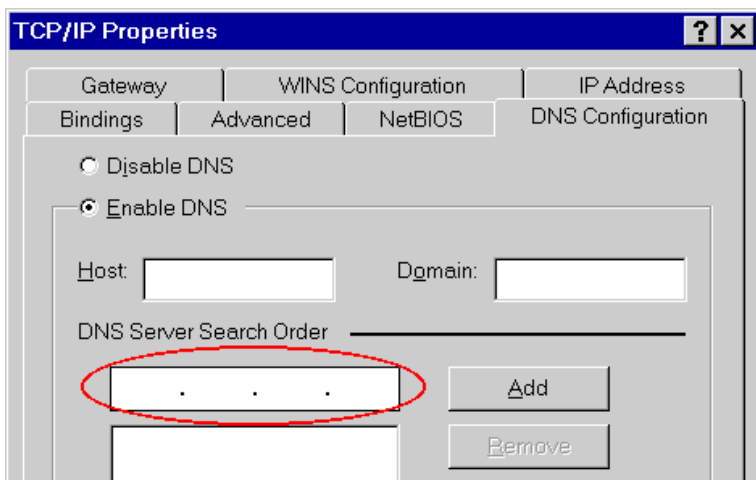 TCP/IP Properties ? ×
Gateway WINS Configuration IP Address
Bindings Advanced NetBIOS DNS Configuration
Disable DNS
Enable DNS
Host: Domain:
DNS Server Search Order
. . . Add
Remove